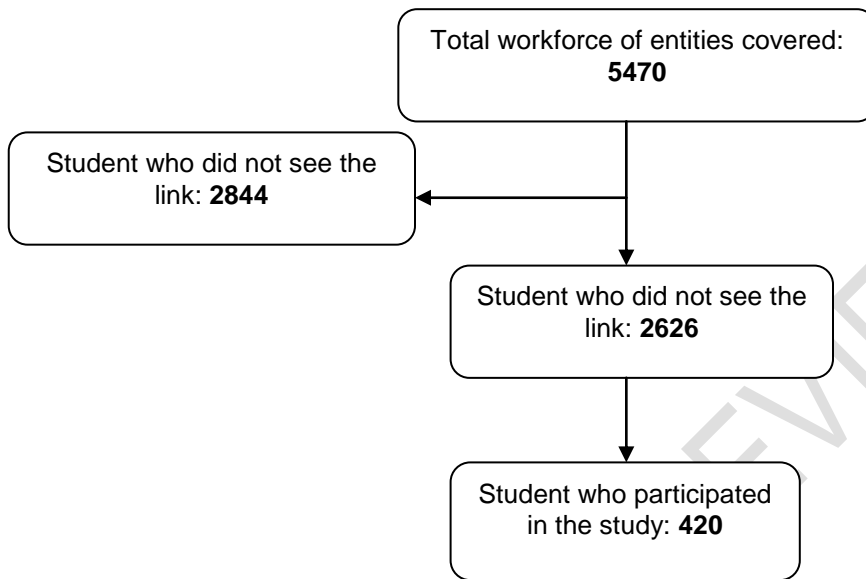 Total workforce of entities covered:
5470
Student who did not see the
link: 2844
Student who did not see the
link: 2626
Student who participated
in the study: 420